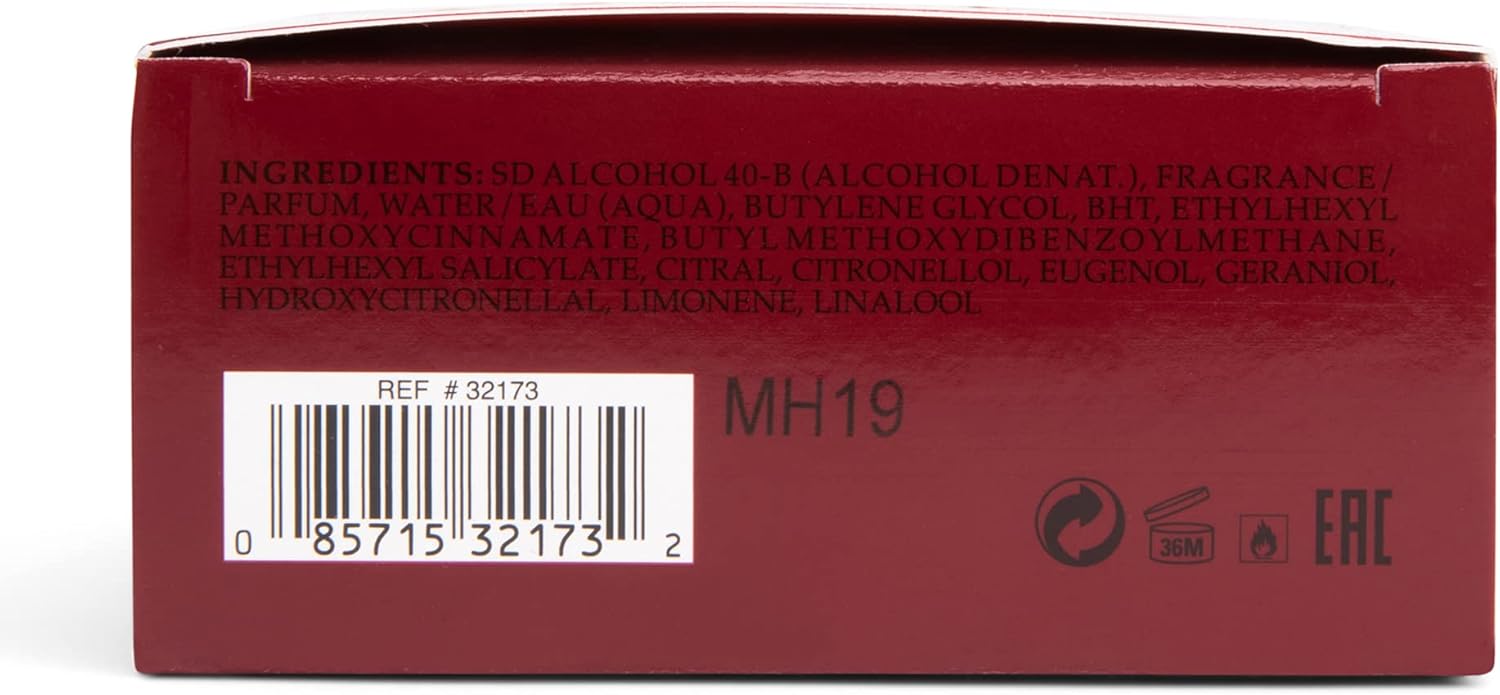 INGREDIENTS: SD ALCOHOL 40-B (ALCOHOL DENAT.), FRAGRANCE/
PARFUM, WATER/EAU (AQUA), BUTYLENE GLYCOL, BHT, ETHYLHEXYL
METHOXYCINNAMATE, BUTYL METHOXYDIBENZOYLMETHANE,
ETHYLHEXYL SALICYLATE, CITRAL, CITRONELLOL, EUGENOL, GERANIOL,
HYDROXYCITRONELLAL, LIMONENE, LINALOOL
REF # 32173
0 85715 32173 2
MH19
36M
EAC